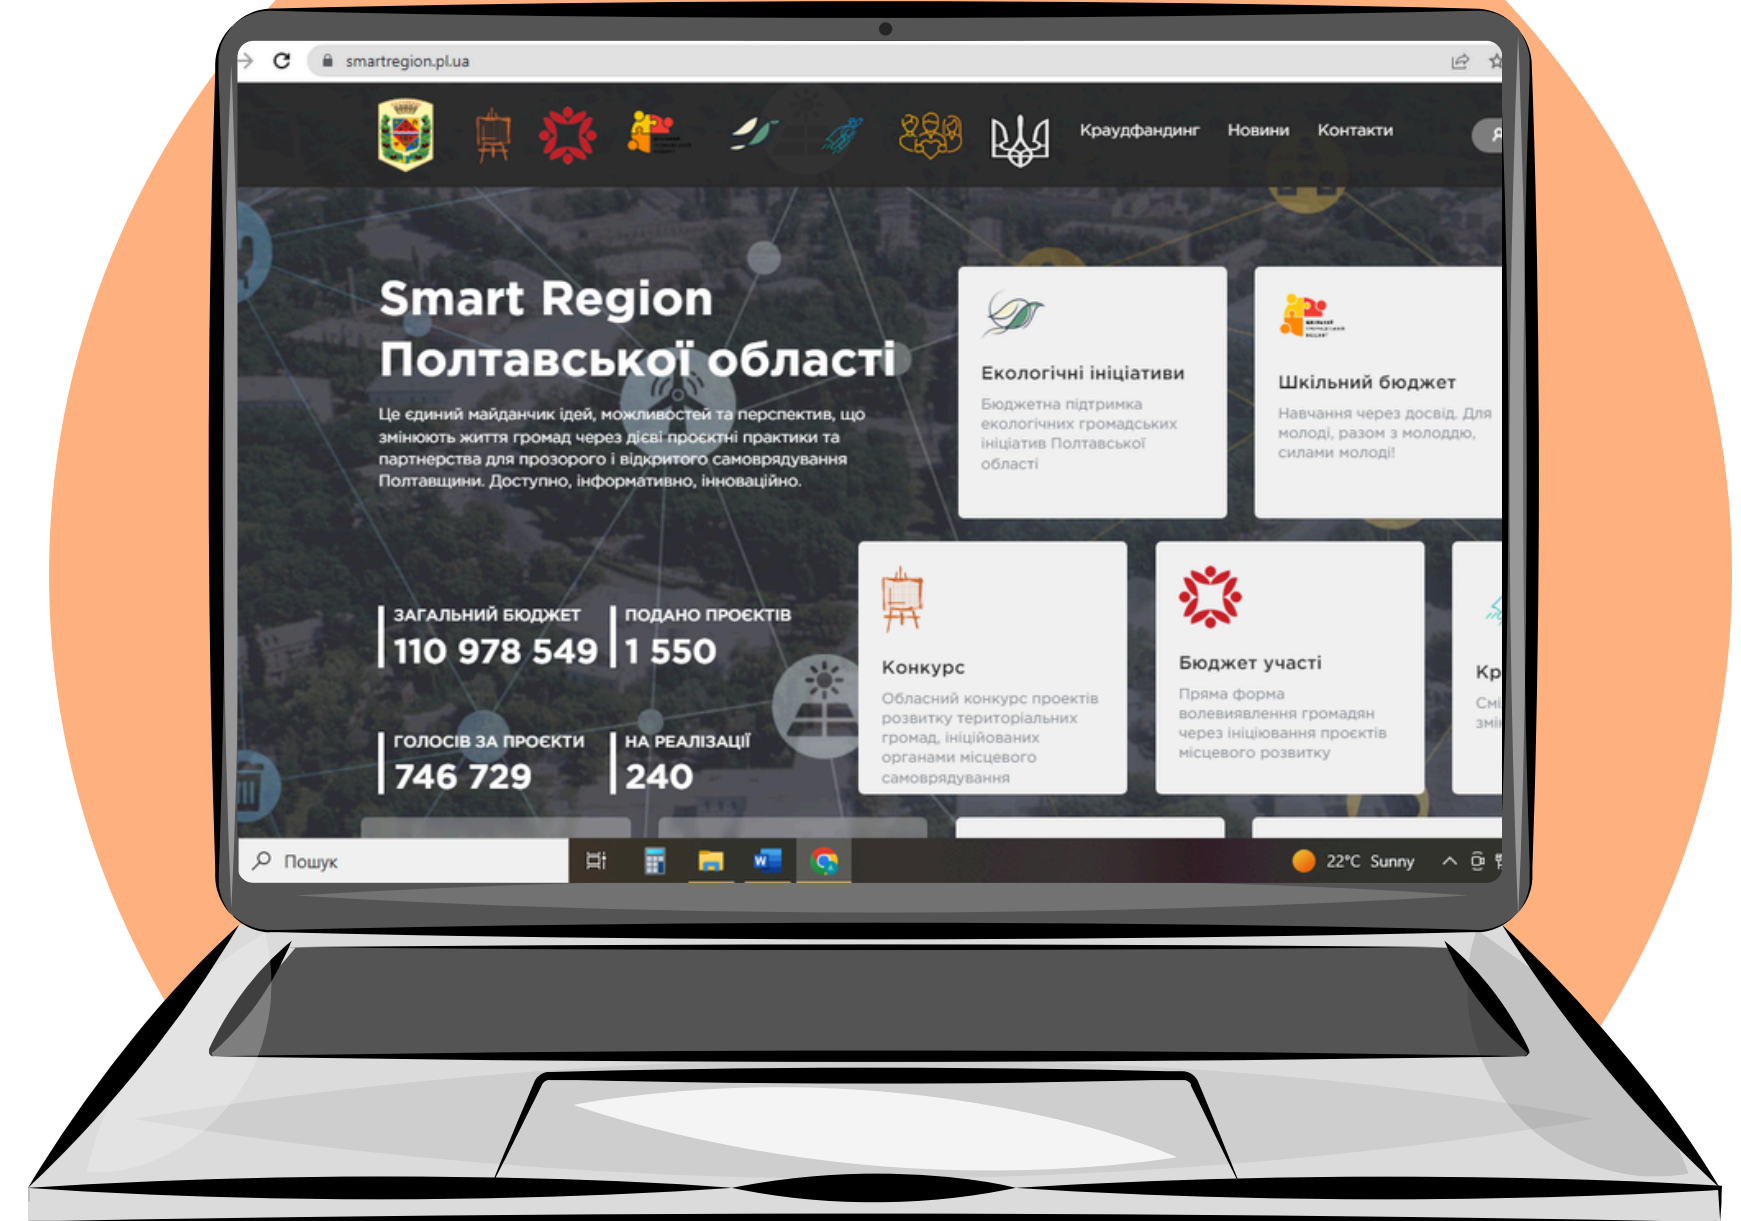 smartregion.pl.ua
Краудфандинг Новини Контакти
Smart Region
Полтавської області
Це єдиний майданчик ідей, можливостей та перспектив, що
змінюють життя громад через дієві проєктні практики та
партнерства для прозорого і відкритого самоврядування
Полтавщини. Доступно, інформативно, інноваційно.
ЗАГАЛЬНИЙ БЮДЖЕТ
110 978 549
ПОДАНО ПРОЄКТІВ
1 550
ГОЛОСІВ ЗА ПРОЄКТИ
746 729
НА РЕАЛІЗАЦІЇ
240
Екологічні ініціативи
Бюджетна підтримка
екологічних громадських
ініціатив Полтавської
області
Шкільний бюджет
Навчання через досвід. Для
молоді, разом з молоддю,
силами молоді!
Конкурс
Обласний конкурс проектів
розвитку територіальних
громад, ініційованих
органами місцевого
самоврядування
Бюджет участі
Пряма форма
волевиявлення громадян
через ініціювання проєктів
місцевого розвитку
Кр
Смі
змі
Пошук
22°C Sunny